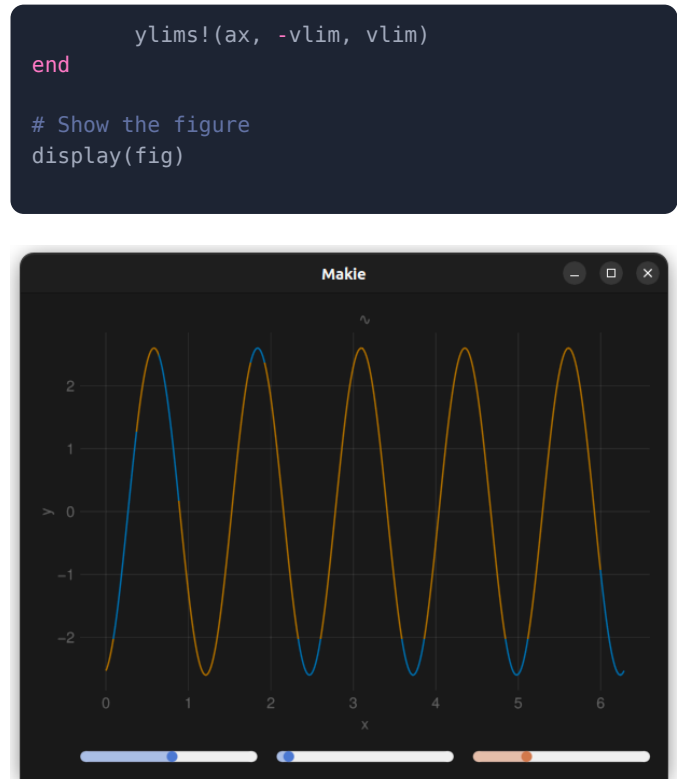 ylims!(ax, -vlim, vlim)
end
# Show the figure
display(fig)
Makie
∿
2
1
0
−1
−2
y
0 1 2 3 4 5 6
x